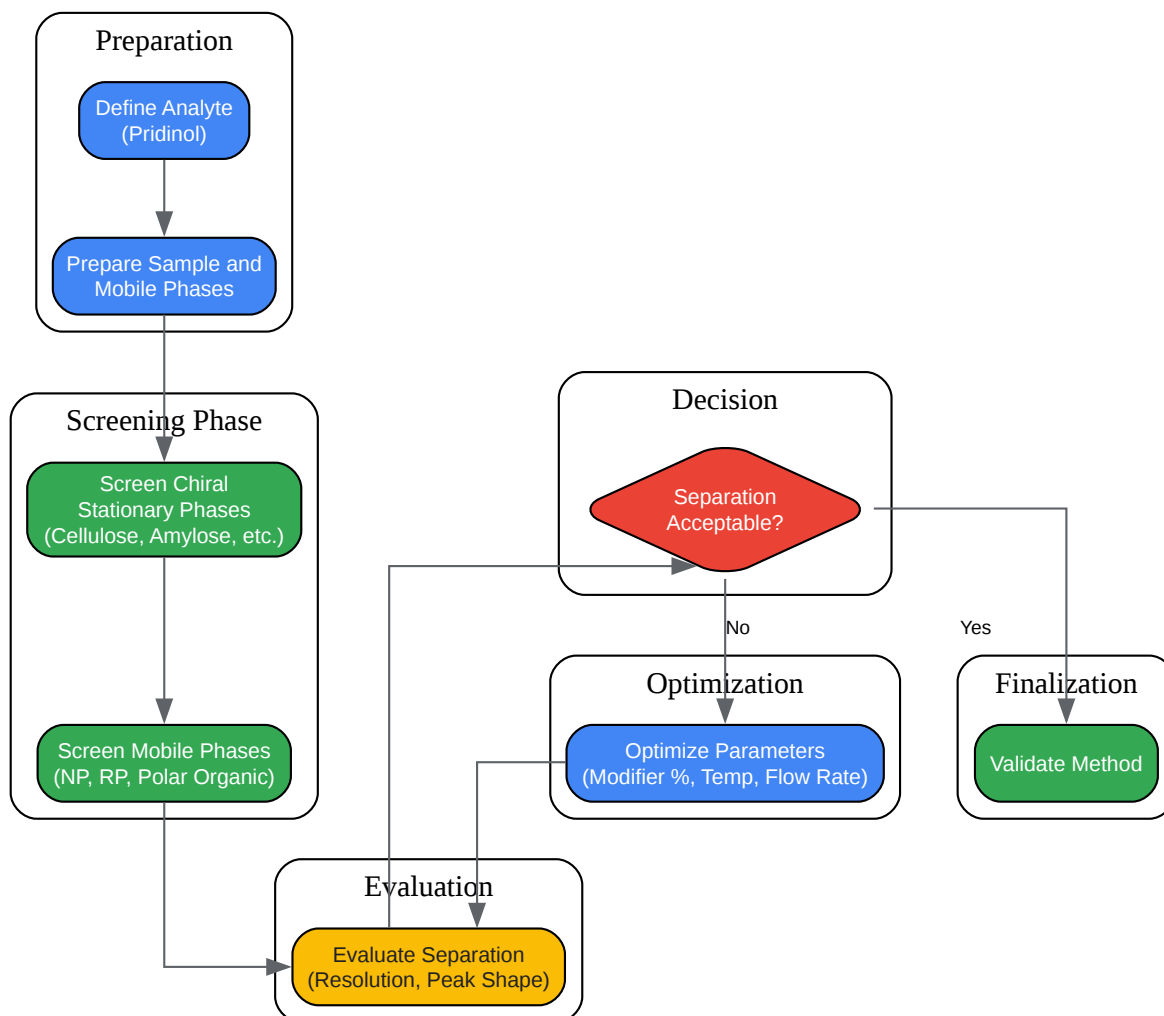 Preparation
Define Analyte
(Pridinol)
Prepare Sample and
Mobile Phases
Screening Phase
Screen Chiral
Stationary Phases
(Cellulose, Amylose, etc.)
Screen Mobile Phases
(NP, RP, Polar Organic)
Evaluation
Evaluate Separation
(Resolution, Peak Shape)
Decision
Separation
Acceptable?
No
Yes
Optimization
Optimize Parameters
(Modifier %, Temp, Flow Rate)
Finalization
Validate Method